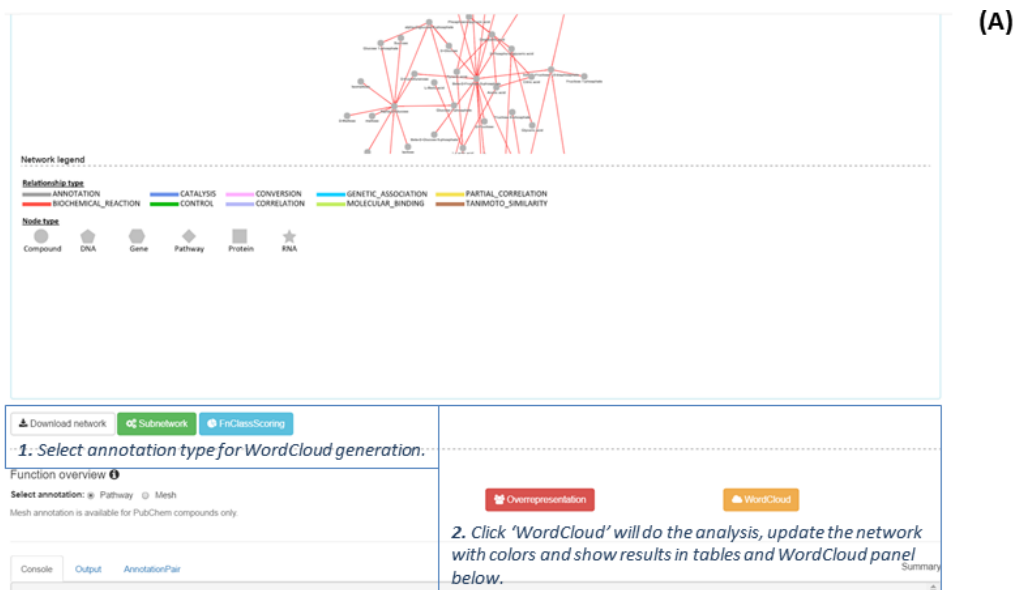 (A)
Network legend
Relationship type
ANNOTATION CATALYSIS CONVERSION GENETIC_ASSOCIATION PARTIAL_CORRELATION
BIOCHEMICAL_REACTION CONTROL CORRELATION MOLECULAR_BINDING TANIMOTO_SIMILARITY
Node type
Compound DNA Gene Pathway Protein RNA
Download network Subnetwork FnClassScoring
1. Select annotation type for WordCloud generation.
Function overview
Select annotation: Pathway Mesh
Mesh annotation is available for PubChem compounds only.
Overrepresentation WordCloud
2. Click ‘WordCloud’ will do the analysis, update the network
with colors and show results in tables and WordCloud panel
below.
Console Output AnnotationPair Summary